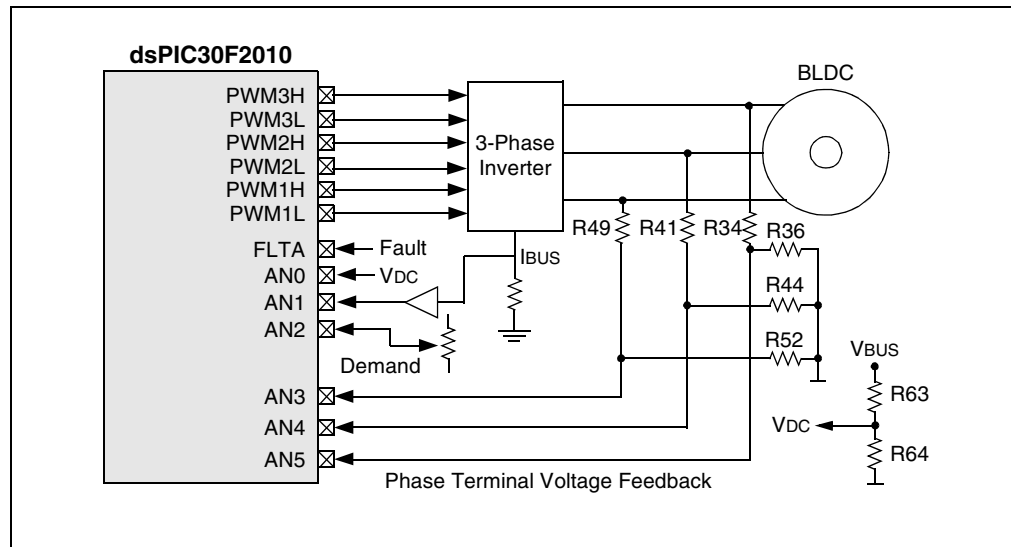 dsPIC30F2010
BLDC
PWM3H
PWM3L
PWM2H
PWM2L
PWM1H
PWM1L
3-Phase
Inverter
R49
R41
R34
R36
FLTA
Fault
IBUS
AN0
VDC
AN1
R44
AN2
Demand
R52
VBUS
R63
AN3
VDC
AN4
R64
AN5
Phase Terminal Voltage Feedback